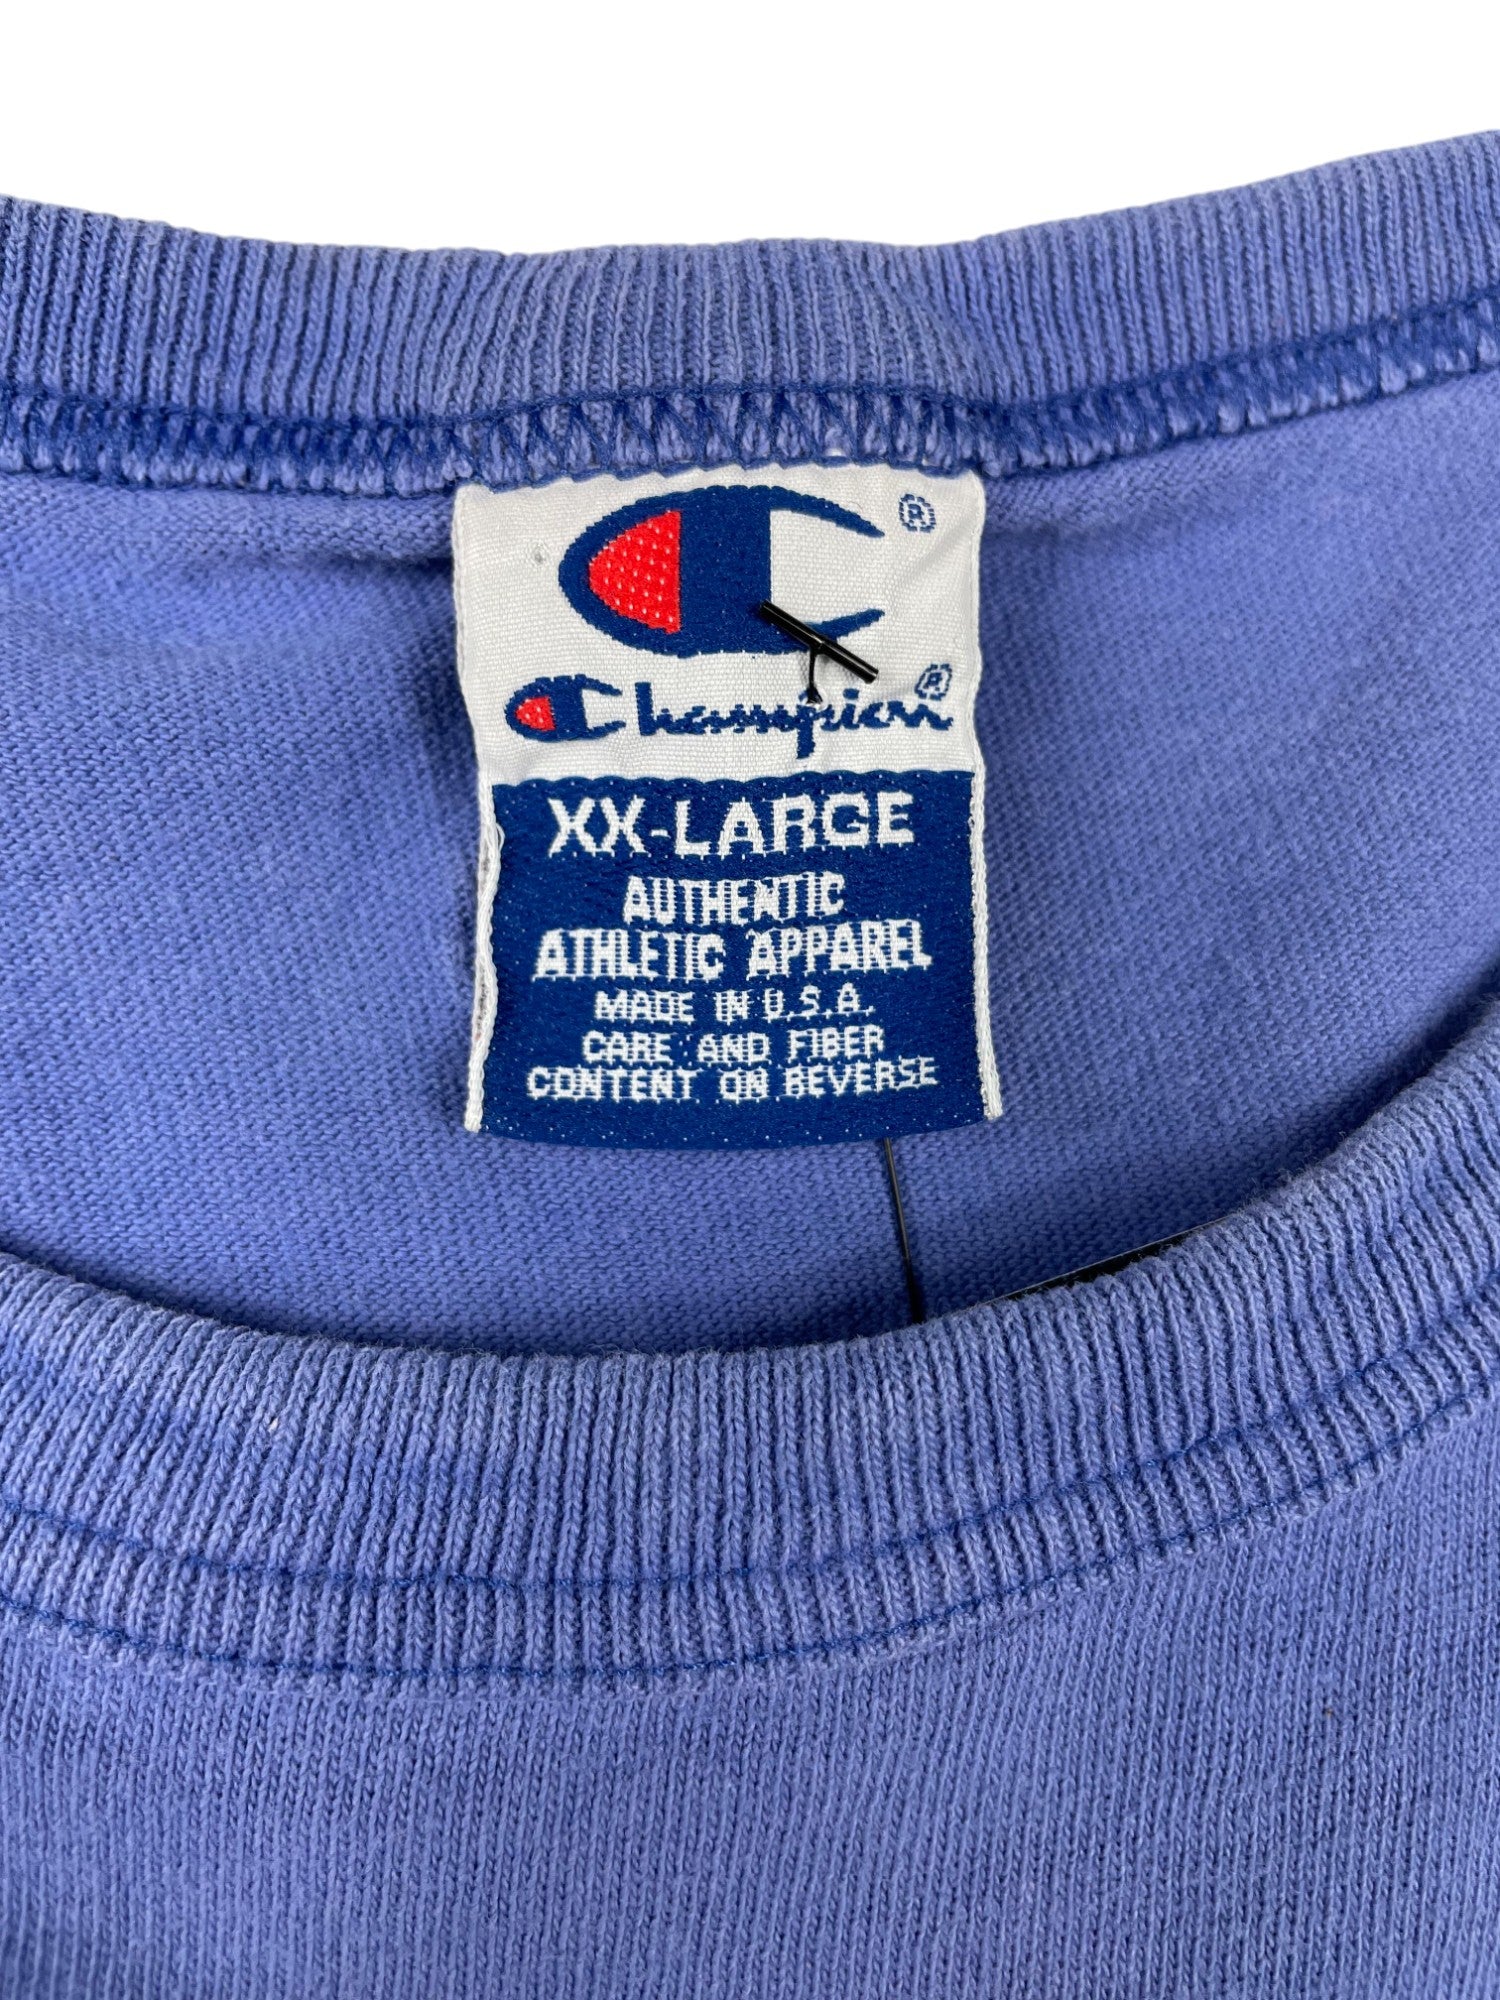 ®
Champion®
XX-LARGE
AUTHENTIC
ATHLETIC APPAREL
MADE IN U.S.A.
CARE AND FIBER
CONTENT ON REVERSE